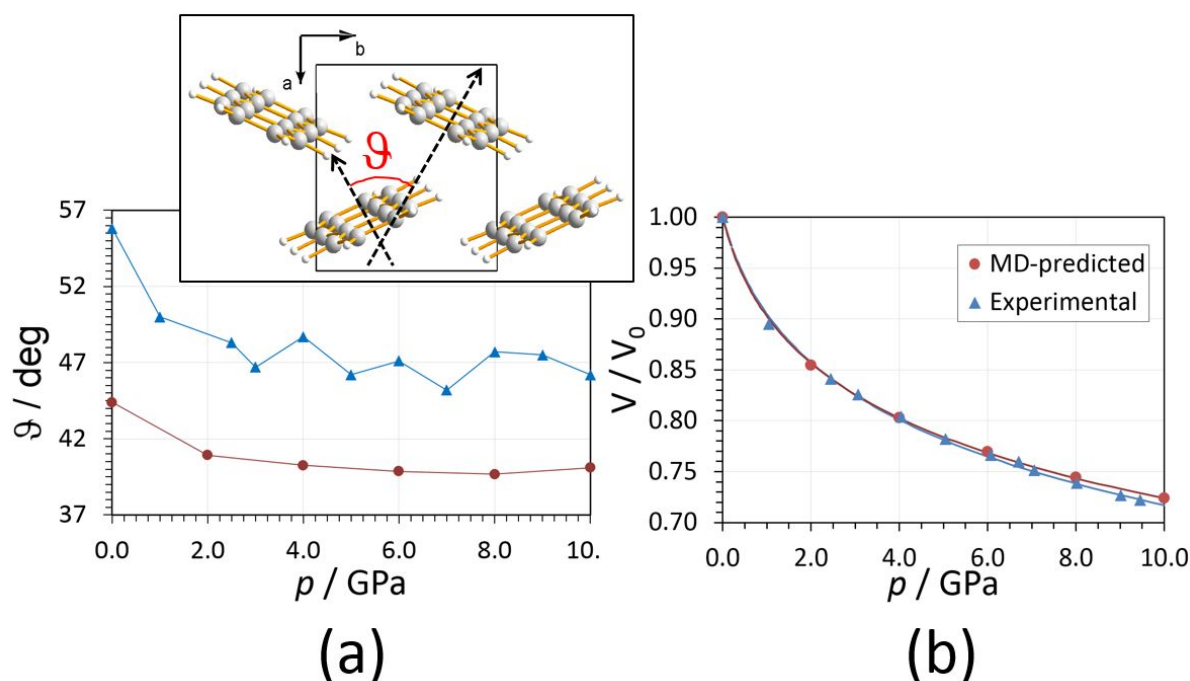 b
a
ϑ
57
52
47
42
37
ϑ / deg
0.0 2.0 4.0 6.0 8.0 10.
p / GPa
(a)
1.00
0.95
0.90
0.85
0.80
0.75
0.70
V / V0
MD-predicted
Experimental
0.0 2.0 4.0 6.0 8.0 10.0
p / GPa
(b)